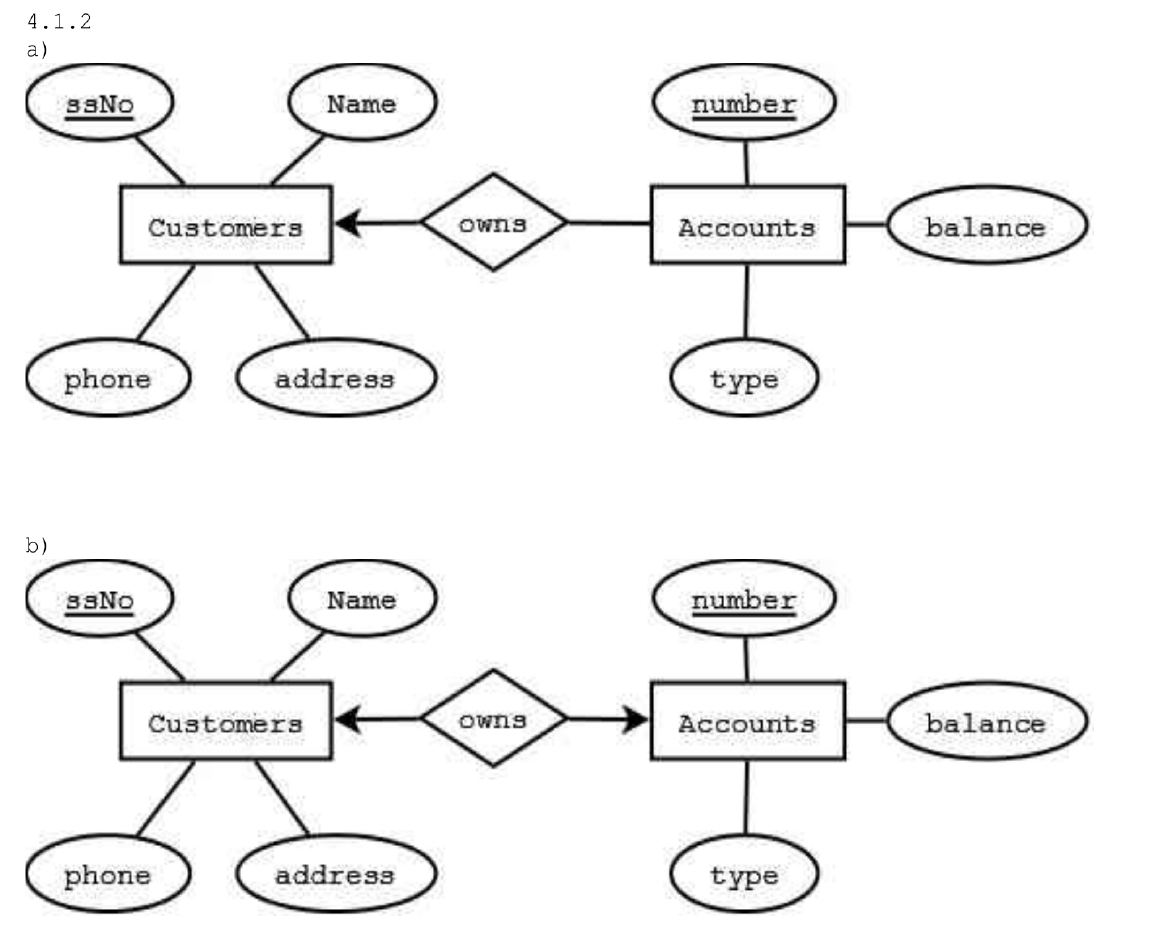 4.1.2
a)
ssNo Name number
Customers owns Accounts balance
phone address type
b)
ssNo Name number
Customers owns Accounts balance
phone address type